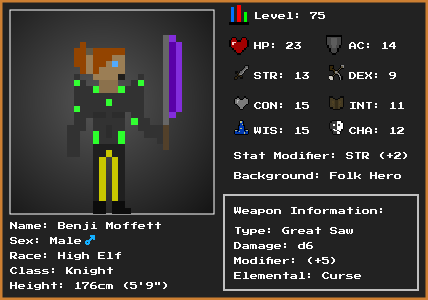 Level: 75
HP: 23 AC: 14
STR: 13 DEX: 9
CON: 15 INT: 11
WIS: 15 CHA: 12
Stat Modifier: STR (+2)
Background: Folk Hero
Name: Benji Moffett
Sex: Male♂
Race: High Elf
Class: Knight
Height: 176cm (5'9")
Weapon Information:
Type: Great Saw
Damage: d6
Modifier: (+5)
Elemental: Curse